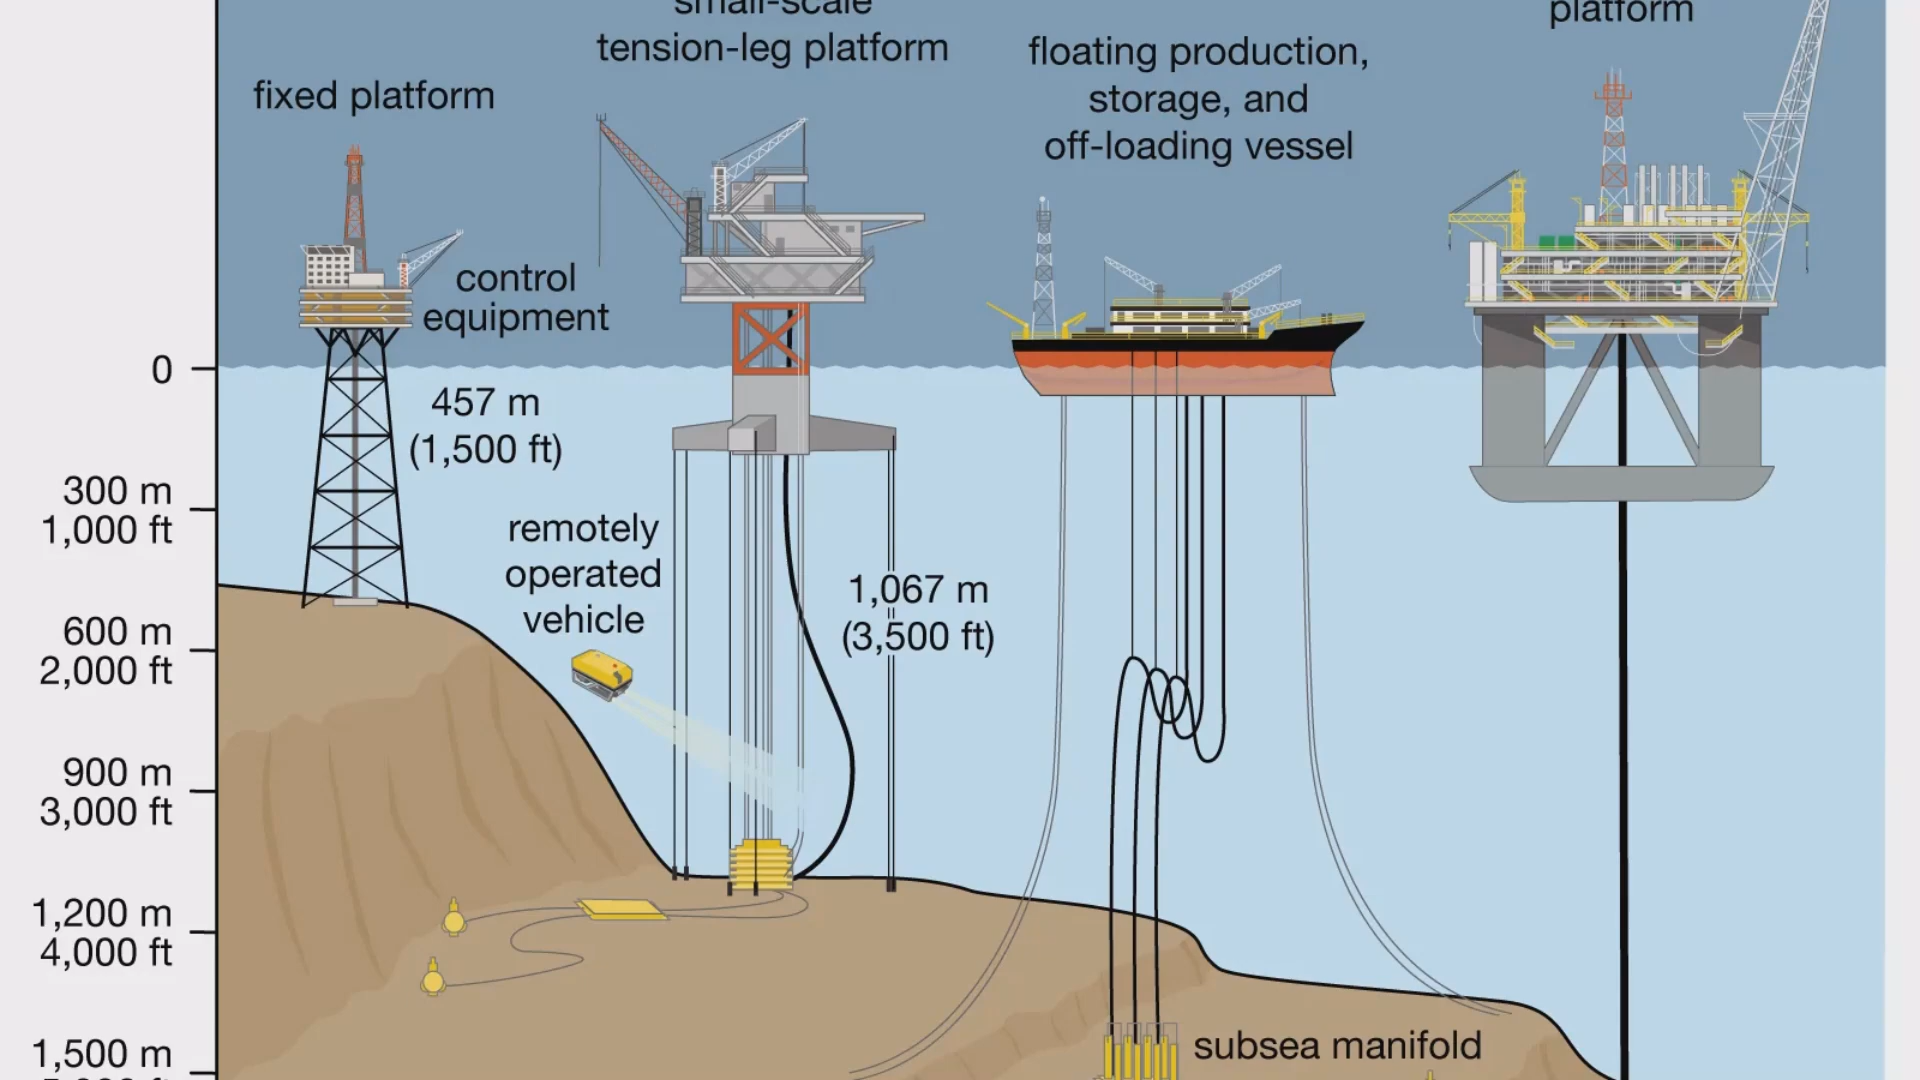 small-scale
tension-leg platform
platform
floating production,
storage, and
off-loading vessel
fixed platform
control
equipment
0
457 m
(1,500 ft)
300 m
1,000 ft
remotely
operated
vehicle
1,067 m
(3,500 ft)
600 m
2,000 ft
900 m
3,000 ft
1,200 m
4,000 ft
1,500 m
subsea manifold